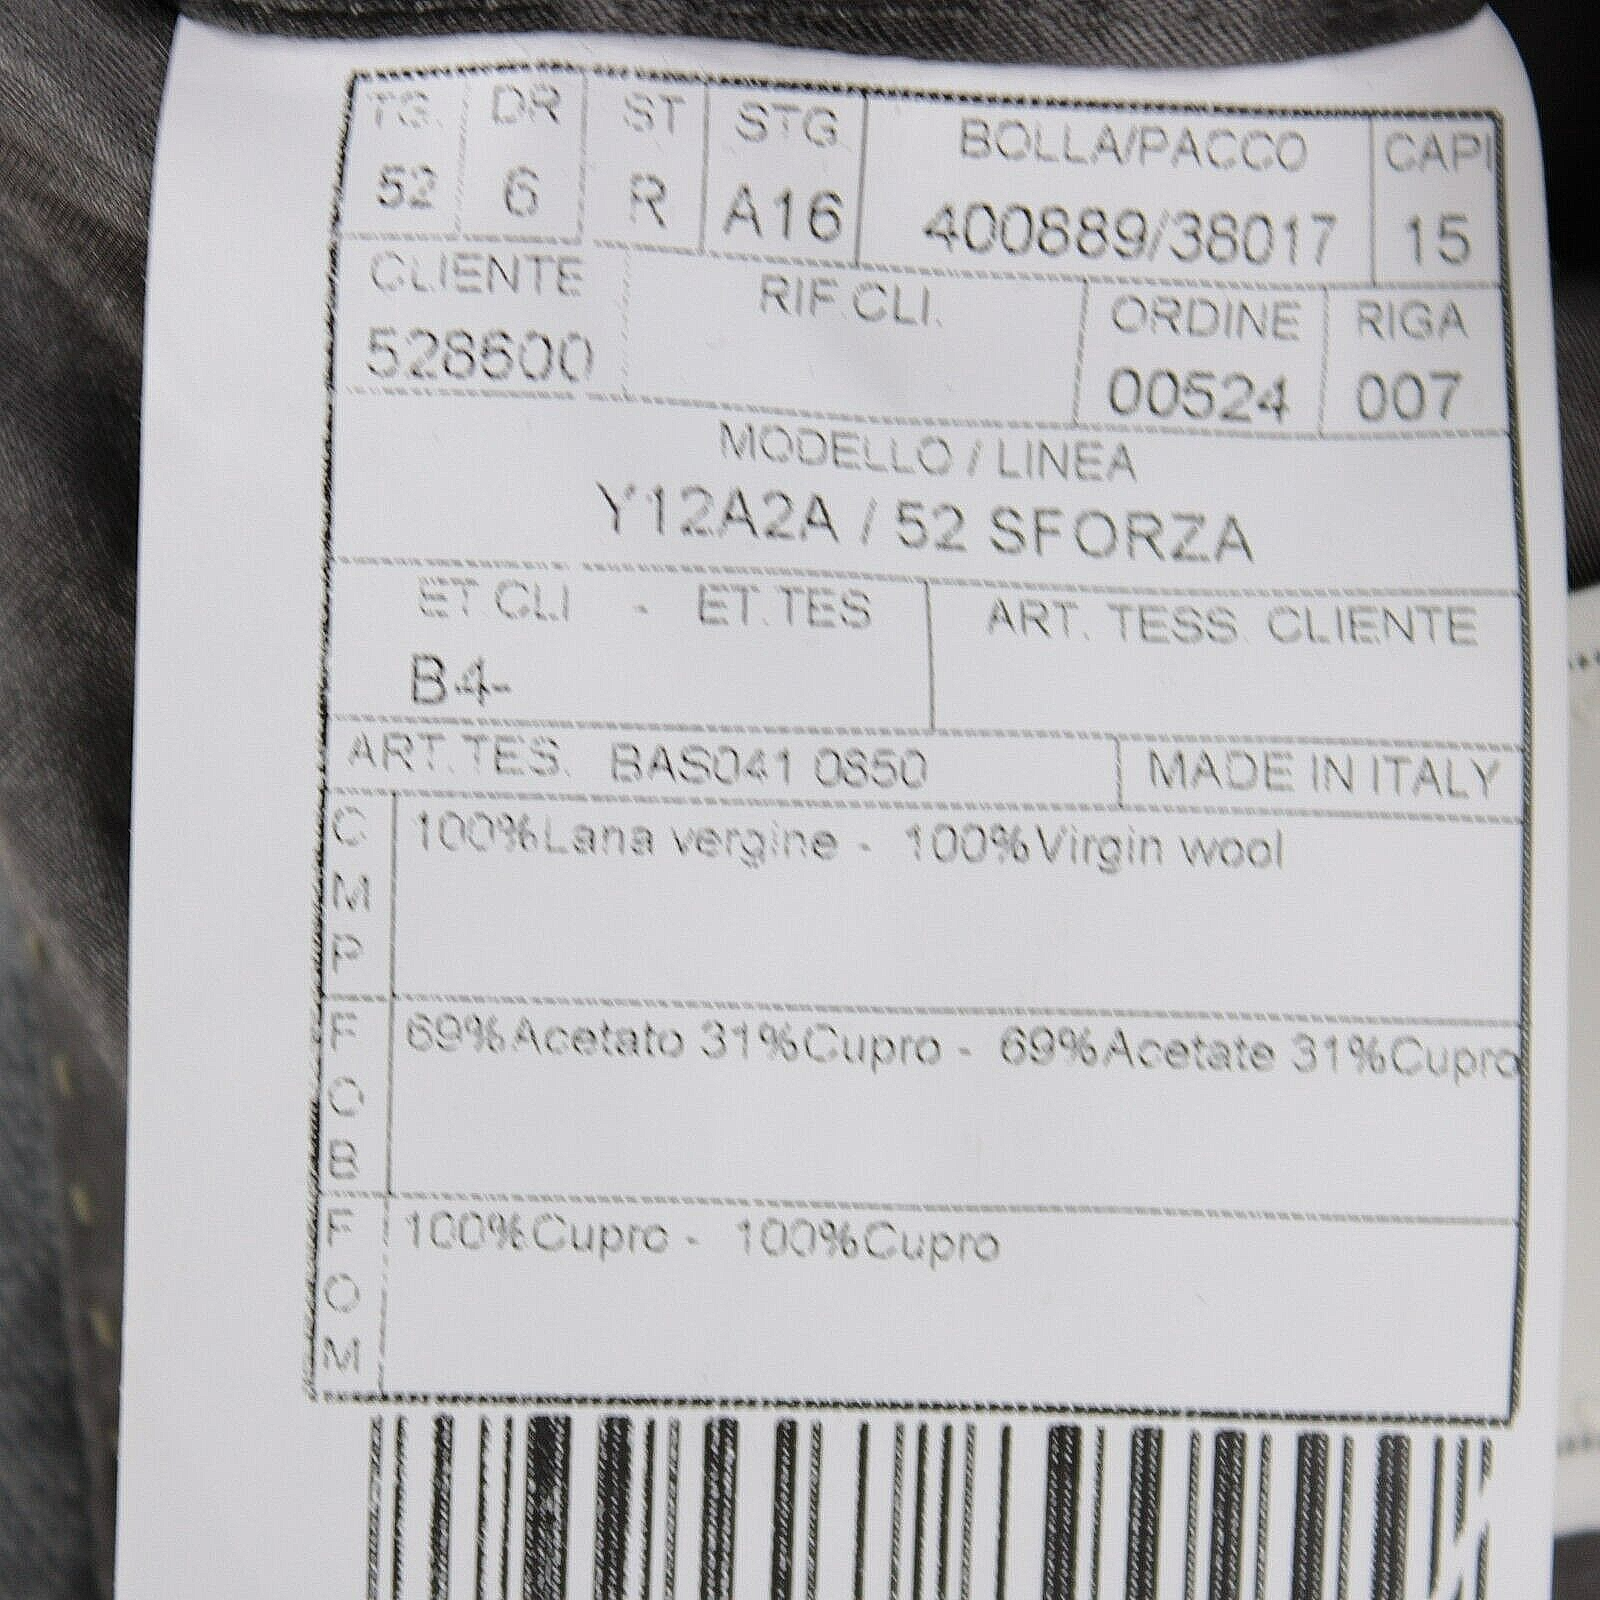 TG. DR ST STG BOLLA/PACCO CAPI
52 6 R A16 400889/38017 15
CLIENTE RIF.CLI. ORDINE RIGA
528600 00524 007
MODELLO / LINEA
Y12A2A / 52 SFORZA
ET CLI - ET.TES ART. TESS. CLIENTE
B4-
ART.TES. BAS041 0850 MADE IN ITALY
CMP 100%Lana vergine - 100%Virgin wool
FOB 69%Acetato 31%Cupro - 69%Acetate 31%Cupro
FOM 100%Cupro - 100%Cupro